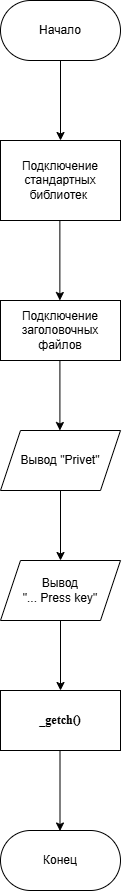 Начало
Подключение
стандартных
библиотек
Подключение
заголовочных
файлов
Вывод "Privet"
Вывод
"... Press key"
_getch()
Конец